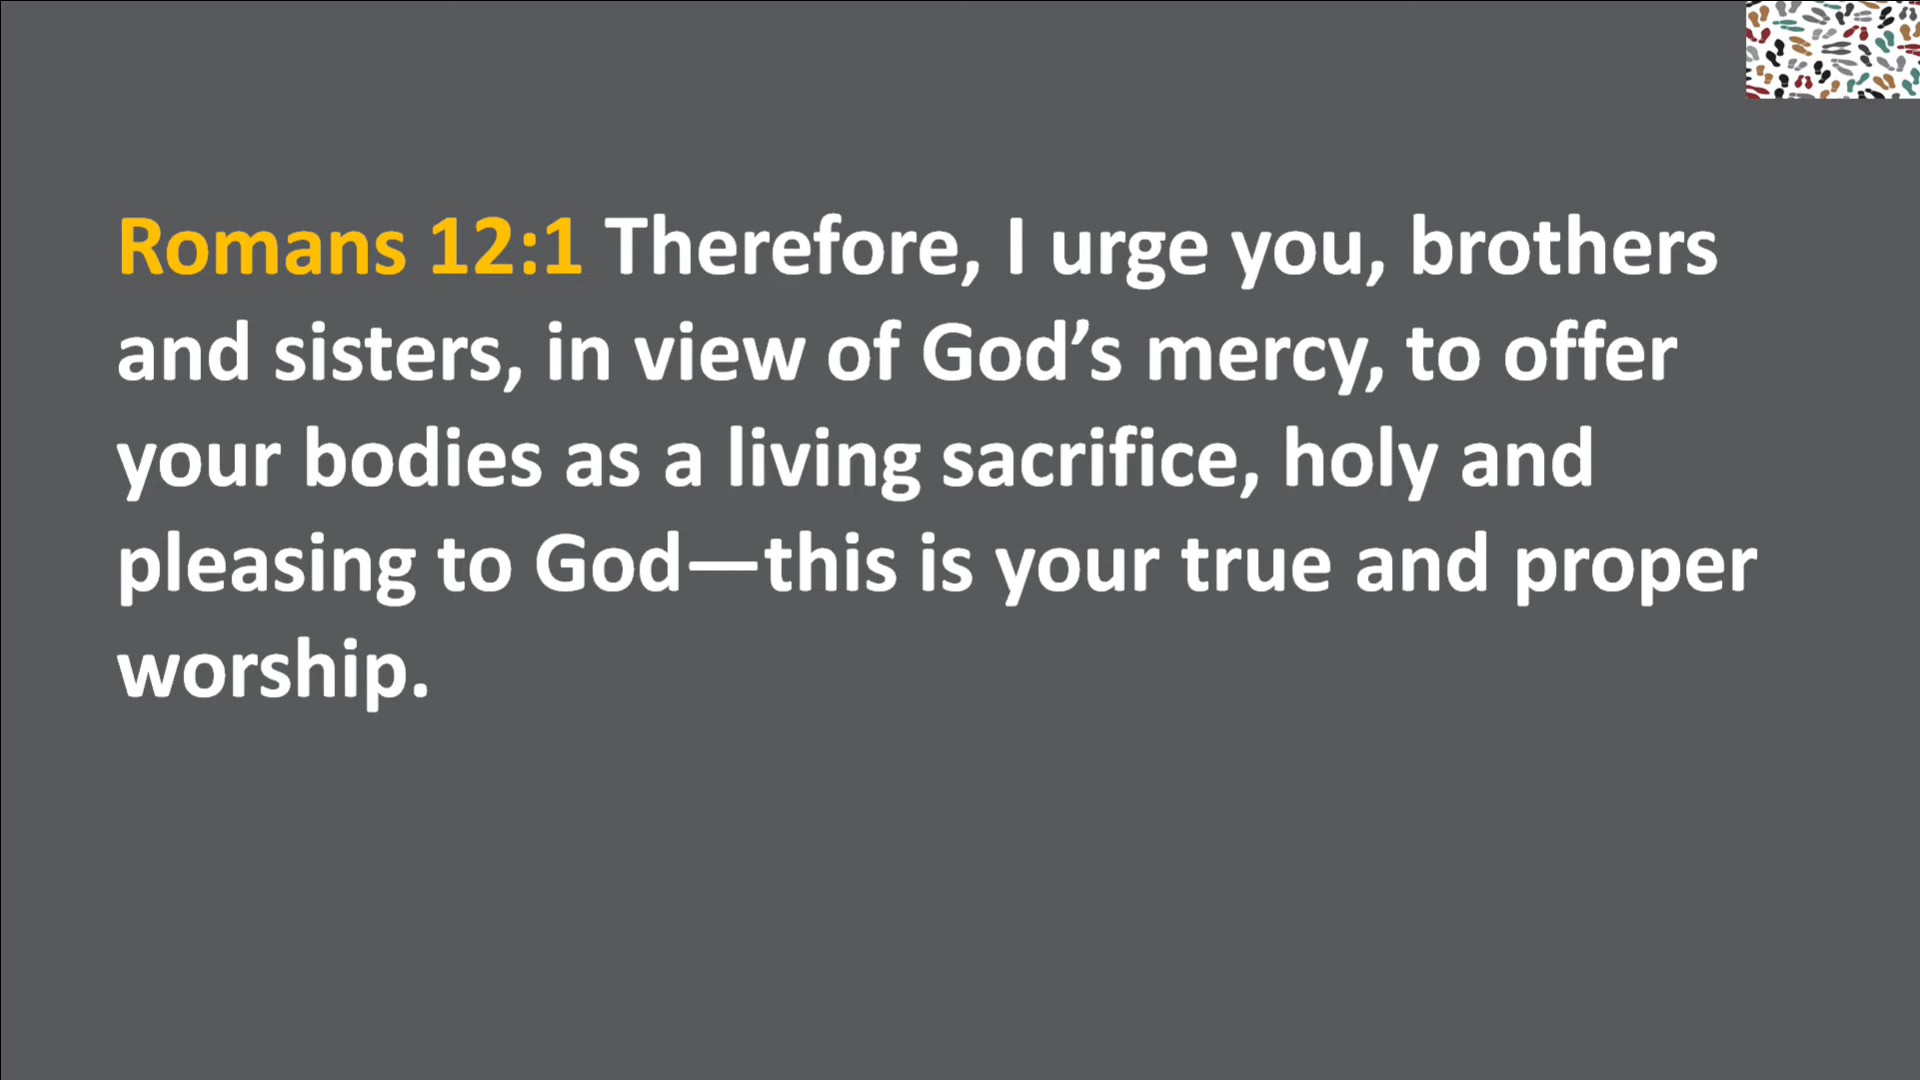 Romans 12:1 Therefore, I urge you, brothers
and sisters, in view of God’s mercy, to offer
your bodies as a living sacrifice, holy and
pleasing to God—this is your true and proper
worship.